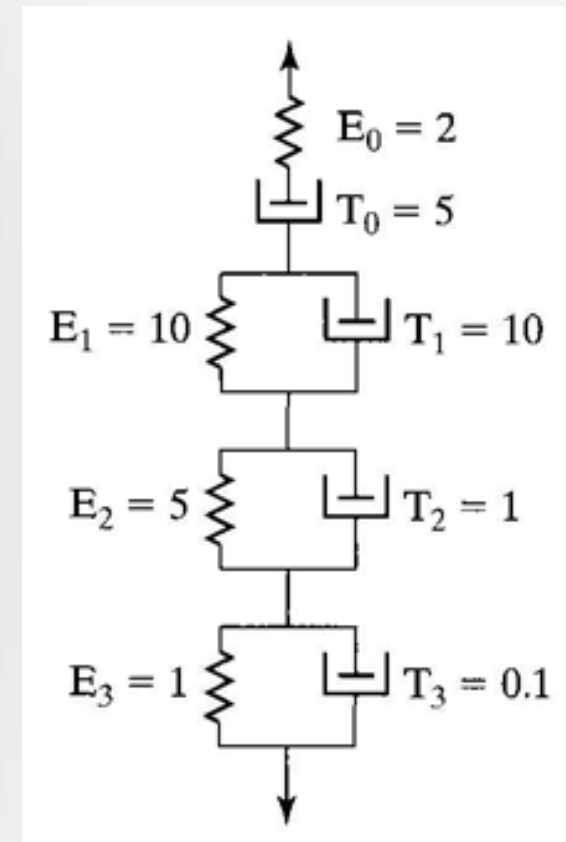 E₀ = 2
T₀ = 5
E₁ = 10
T₁ = 10
E₂ = 5
T₂ = 1
E₃ = 1
T₃ = 0.1